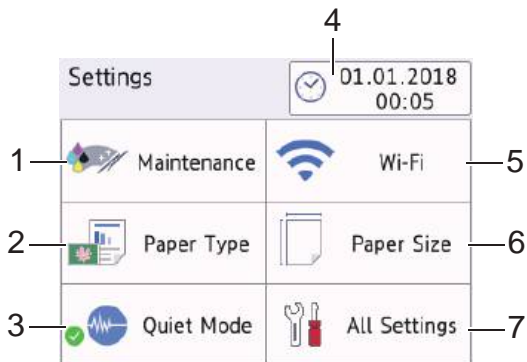 4
Settings
01.01.2018
00:05
1
Maintenance
Wi-Fi
5
2
Paper Type
Paper Size
6
3
Quiet Mode
All Settings
7